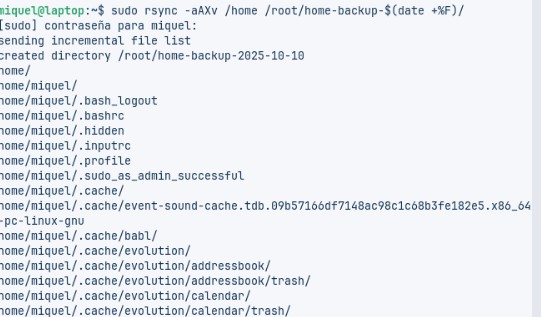 miquel@laptop:~$ sudo rsync -aAXv /home /root/home-backup-$(date +%F)/
[sudo] contraseña para miquel:
sending incremental file list
created directory /root/home-backup-2025-10-10
home/
home/miquel/
home/miquel/.bash_logout
home/miquel/.bashrc
home/miquel/.hidden
home/miquel/.inputrc
home/miquel/.profile
home/miquel/.sudo_as_admin_successful
home/miquel/.cache/
home/miquel/.cache/event-sound-cache.tdb.09b57166df7148ac98c1c68b3fe182e5.x86_64
-pc-linux-gnu
home/miquel/.cache/babl/
home/miquel/.cache/evolution/
home/miquel/.cache/evolution/addressbook/
home/miquel/.cache/evolution/addressbook/trash/
home/miquel/.cache/evolution/calendar/
home/miquel/.cache/evolution/calendar/trash/